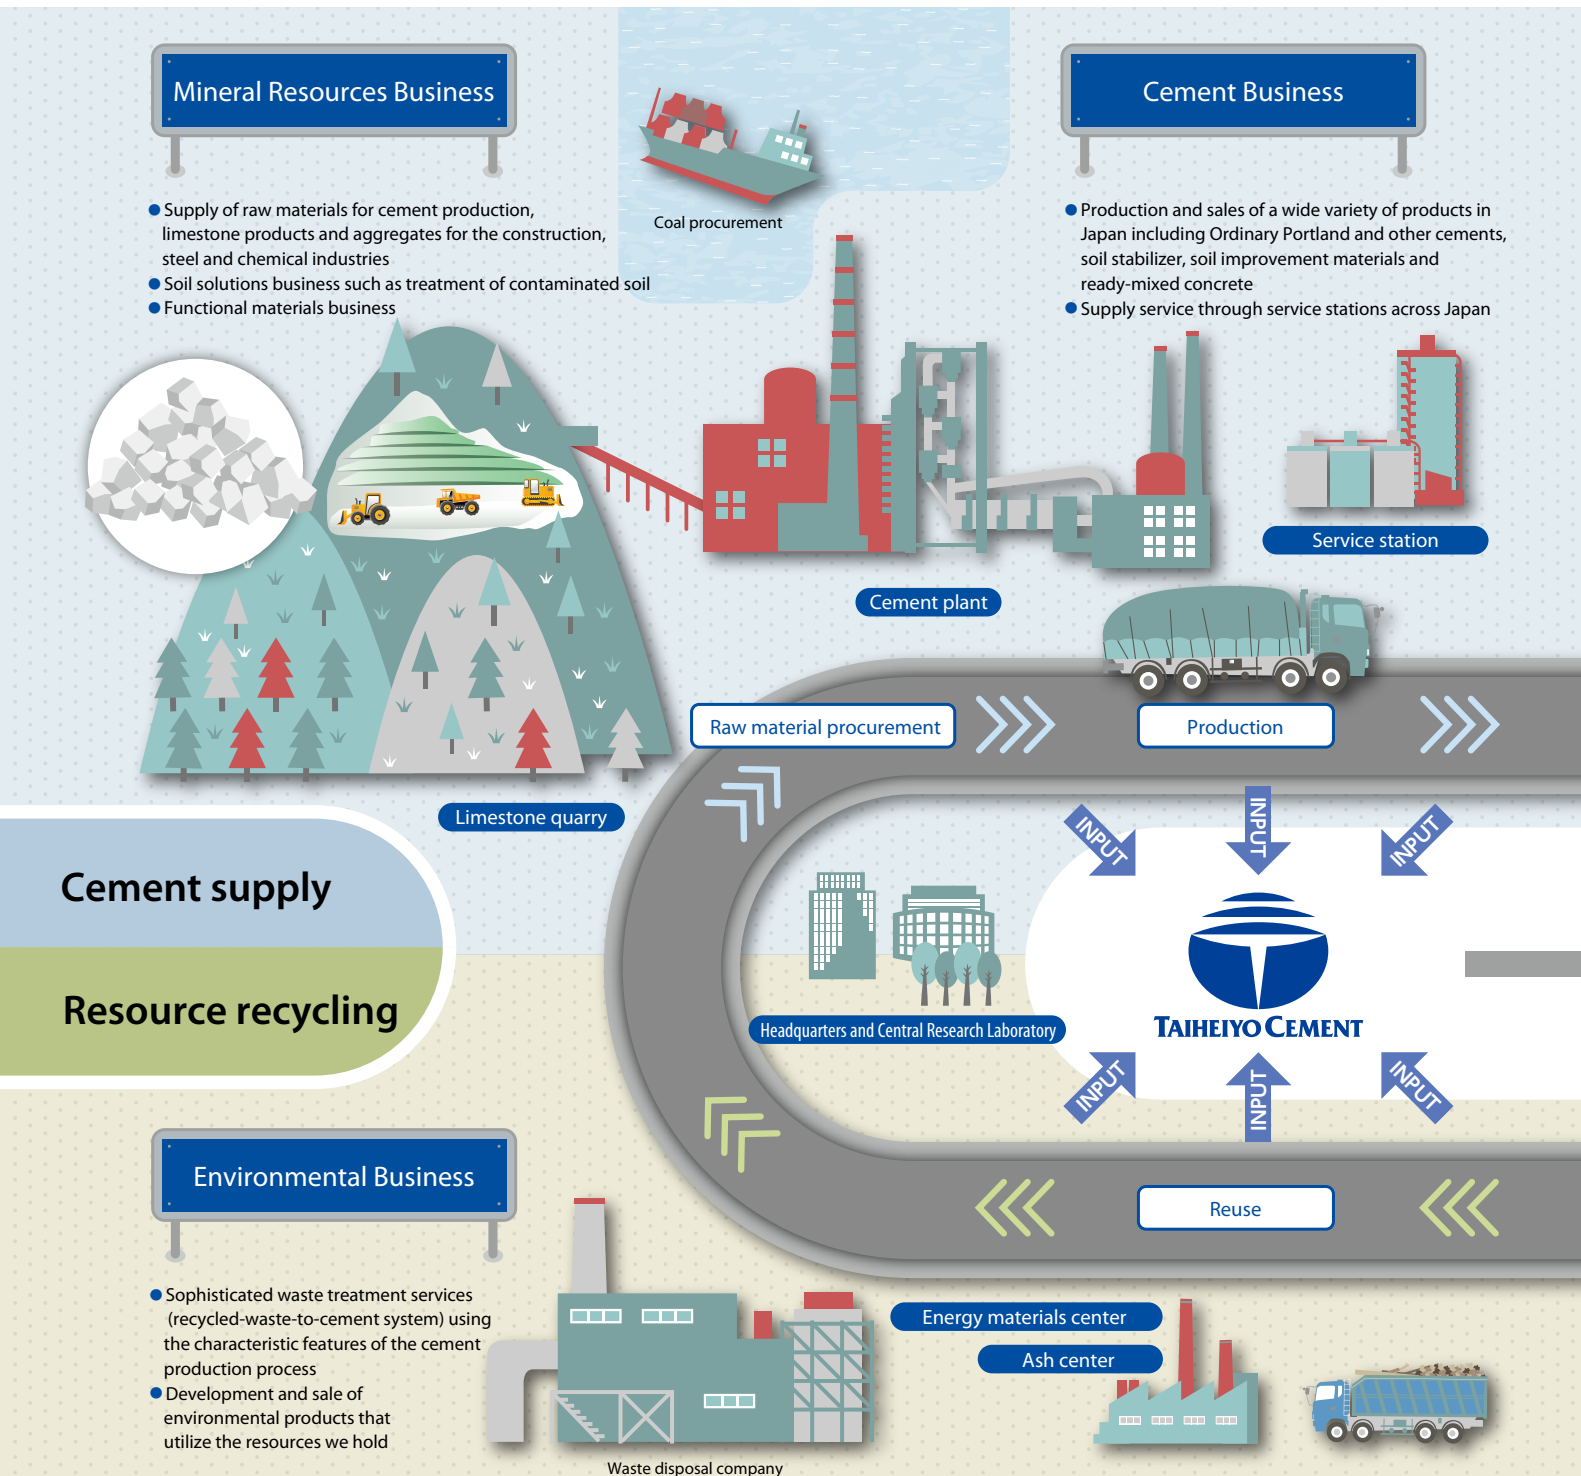 Mineral Resources Business
● Supply of raw materials for cement production,
limestone products and aggregates for the construction,
steel and chemical industries
● Soil solutions business such as treatment of contaminated soil
● Functional materials business
Coal procurement
Cement Business
● Production and sales of a wide variety of products in
Japan including Ordinary Portland and other cements,
soil stabilizer, soil improvement materials and
ready-mixed concrete
● Supply service through service stations across Japan
Service station
Cement plant
Raw material procurement
Production
Limestone quarry
INPUT
INPUT
INPUT
Cement supply
Resource recycling
Headquarters and Central Research Laboratory
TAIHEIYO CEMENT
INPUT
INPUT
INPUT
Reuse
Environmental Business
● Sophisticated waste treatment services
(recycled-waste-to-cement system) using
the characteristic features of the cement
production process
● Development and sale of
environmental products that
utilize the resources we hold
Waste disposal company
Energy materials center
Ash center